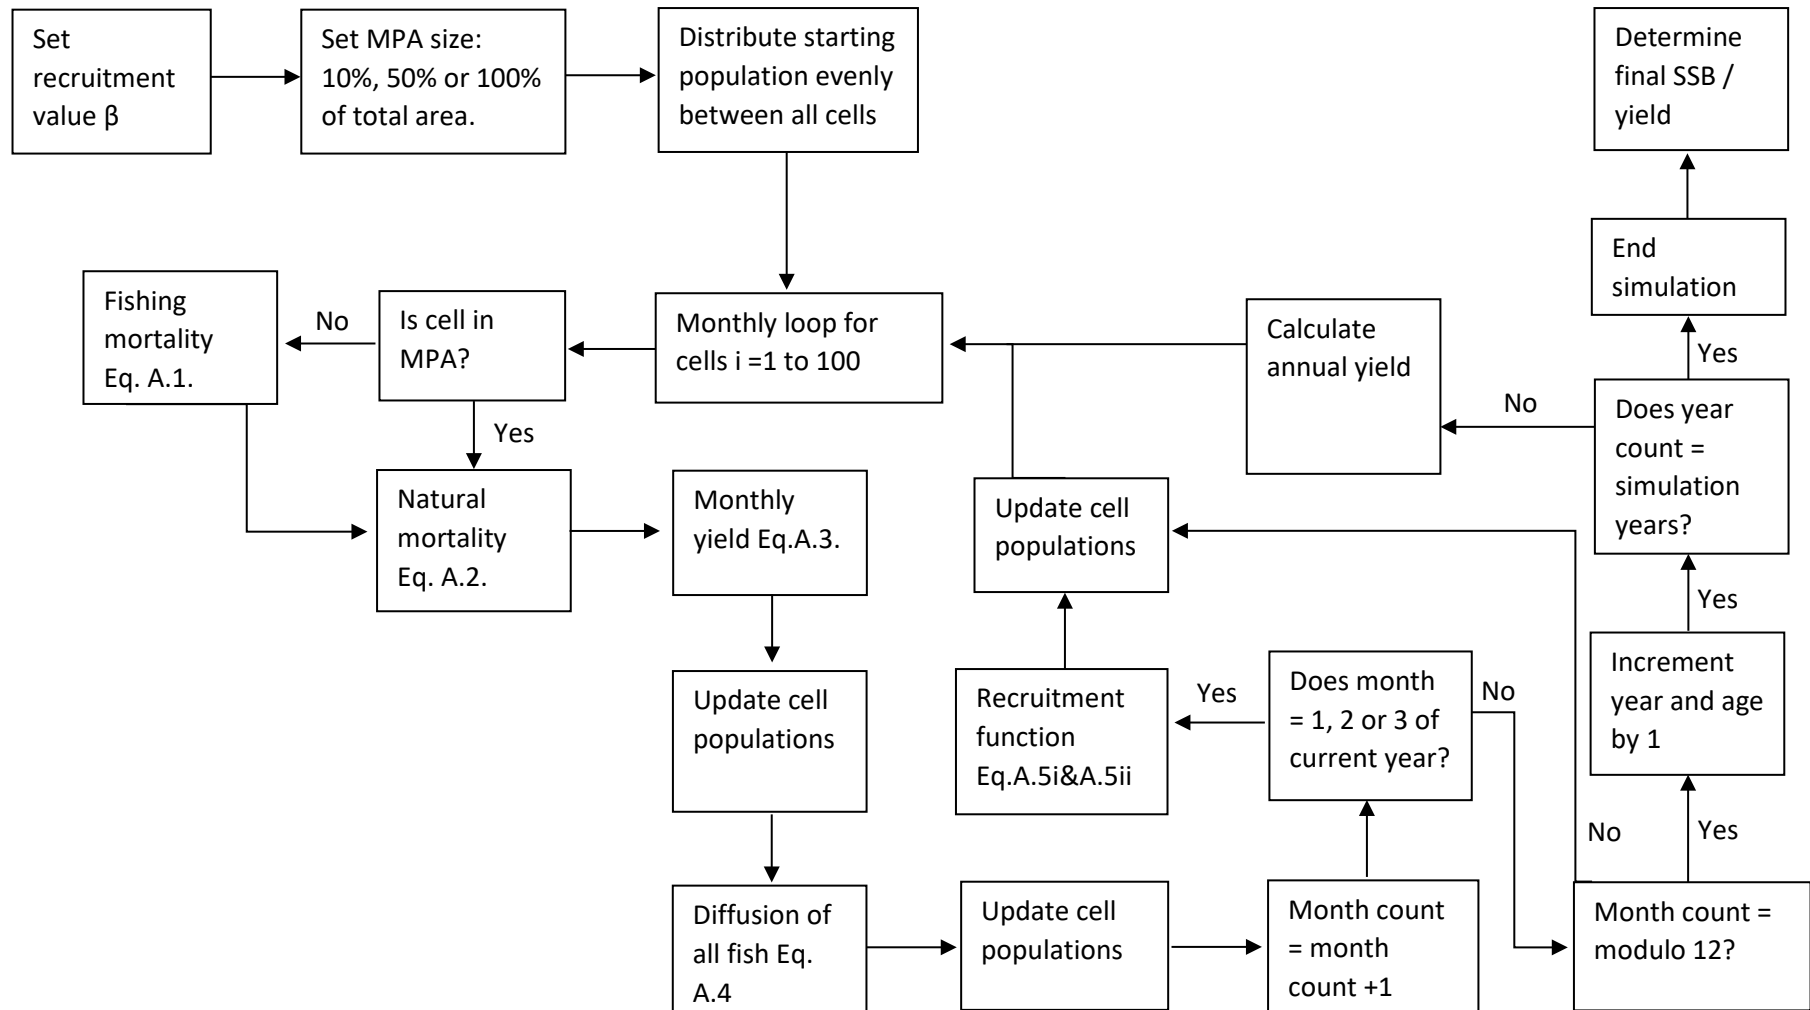 Set
recruitment
value β
Set MPA size:
10%, 50% or 100%
of total area.
Distribute starting
population evenly
between all cells
Determine
final SSB /
yield
End
simulation
Fishing
mortality
Eq. A.1.
No
Is cell in
MPA?
Monthly loop for
cells i =1 to 100
Calculate
annual yield
Yes
No
Does year
count =
simulation
years?
Yes
Natural
mortality
Eq. A.2.
Monthly
yield Eq.A.3.
Update cell
populations
Yes
Update cell
populations
Recruitment
function
Eq.A.5i&A.5ii
Yes
Does month
= 1, 2 or 3 of
current year?
No
Increment
year and age
by 1
No
Yes
Diffusion of
all fish Eq.
A.4
Update cell
populations
Month count
= month
count +1
Month count =
modulo 12?